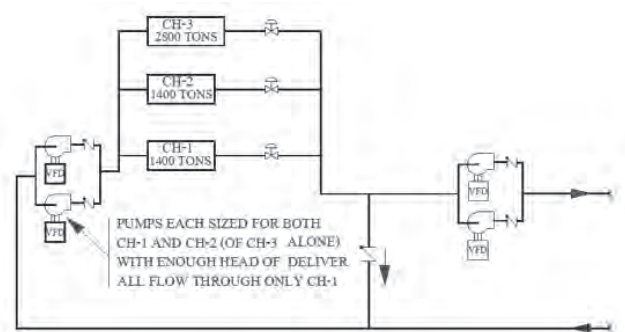 CH-3
2800 TONS
CH-2
1400 TONS
CH-1
1400 TONS
VFD
VFD
VFD
VFD
PUMPS EACH SIZED FOR BOTH
CH-1 AND CH-2 (OF CH-3 ALONE)
WITH ENOUGH HEAD OF DELIVER
ALL FLOW THROUGH ONLY CH-1